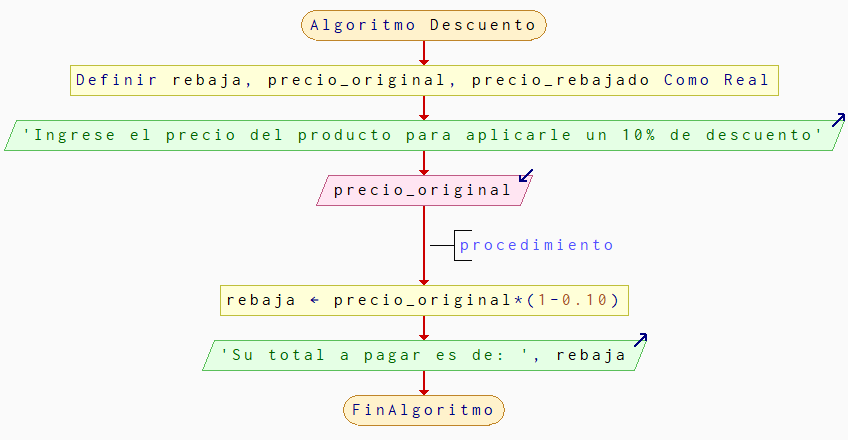 Algoritmo Descuento
Definir rebaja, precio_original, precio_rebajado Como Real
'Ingrese el precio del producto para aplicarle un 10% de descuento'
precio_original
procedimiento
rebaja ← precio_original*(1-0.10)
'Su total a pagar es de: ', rebaja
FinAlgoritmo